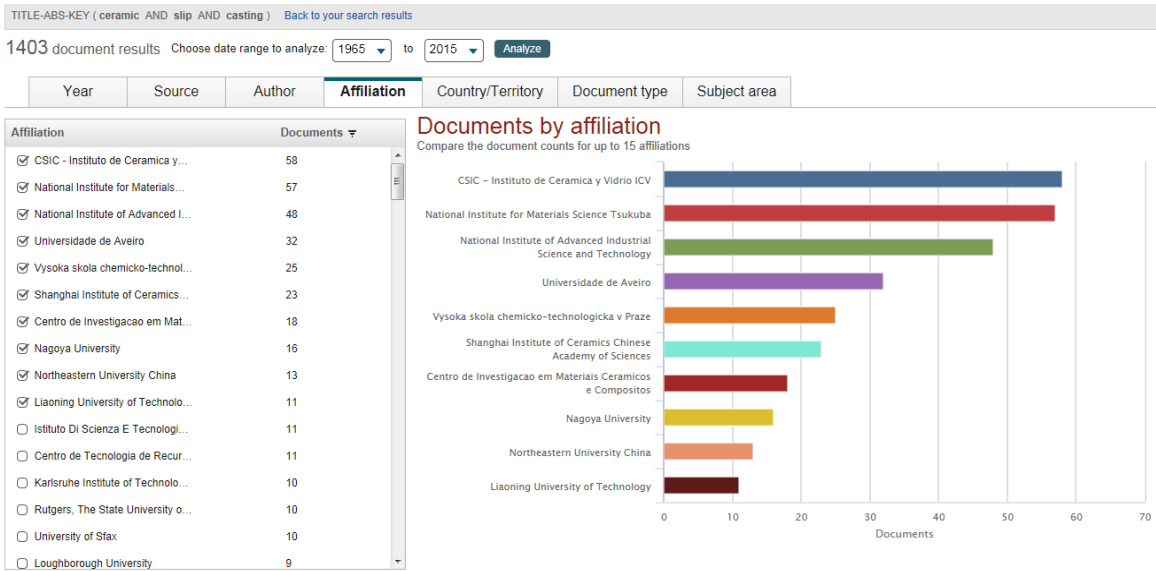 TITLE-ABS-KEY ( ceramic AND slip AND casting ) Back to your search results
1403 document results Choose date range to analyze: 1965 to 2015 Analyze
Year Source Author Affiliation Country/Territory Document type Subject area
Affiliation Documents
CSIC - Instituto de Ceramica y... 58
National Institute for Materials... 57
National Institute of Advanced I... 48
Universidade de Aveiro 32
Vysoka skola chemicko-technol... 25
Shanghai Institute of Ceramics... 23
Centro de Investigacao em Mat... 18
Nagoya University 16
Northeastern University China 13
Liaoning University of Technolo... 11
Istituto Di Scienza E Tecnologi... 11
Centro de Tecnologia de Recur... 11
Karlsruhe Institute of Technolo... 10
Rutgers, The State University o... 10
University of Sfax 10
Loughborough University 9
Documents by affiliation
Compare the document counts for up to 15 affiliations
CSIC - Instituto de Ceramica y Vidrio ICV
National Institute for Materials Science Tsukuba
National Institute of Advanced Industrial
Science and Technology
Universidade de Aveiro
Vysoka skola chemicko-technologicka v Praze
Shanghai Institute of Ceramics Chinese
Academy of Sciences
Centro de Investigacao em Materiais Ceramicos
e Compositos
Nagoya University
Northeastern University China
Liaoning University of Technology
0 10 20 30 40 50 60 70
Documents